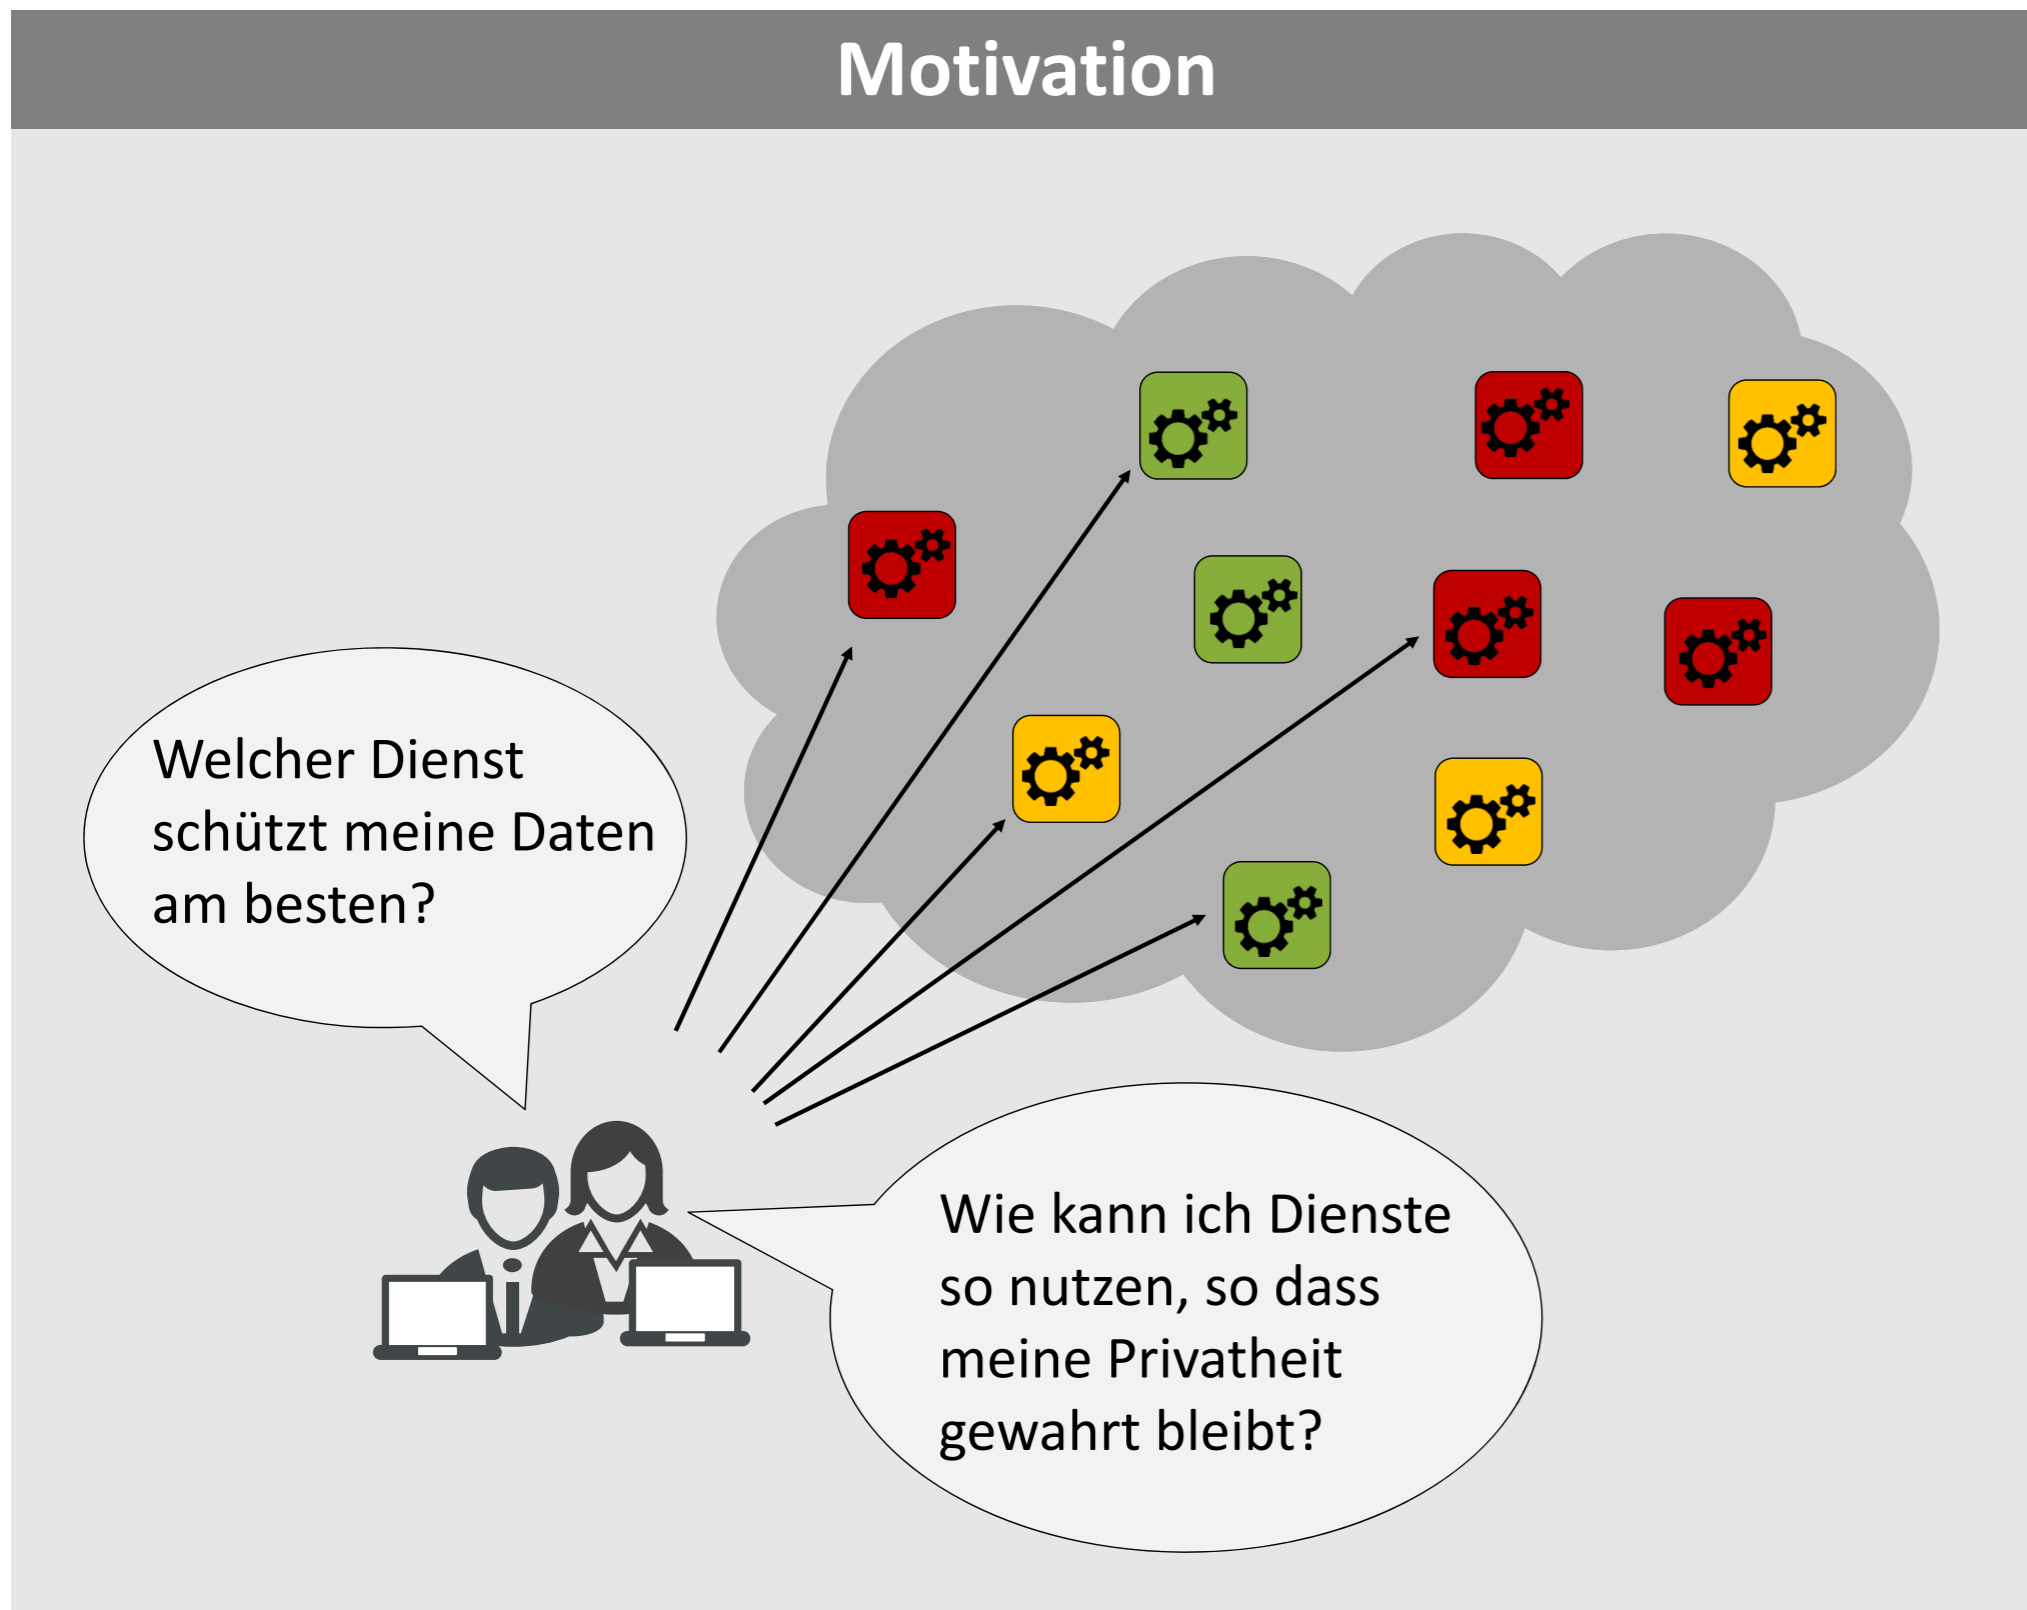 Motivation
Welcher Dienst
schützt meine Daten
am besten?
Wie kann ich Dienste
so nutzen, so dass
meine Privatheit
gewahrt bleibt?